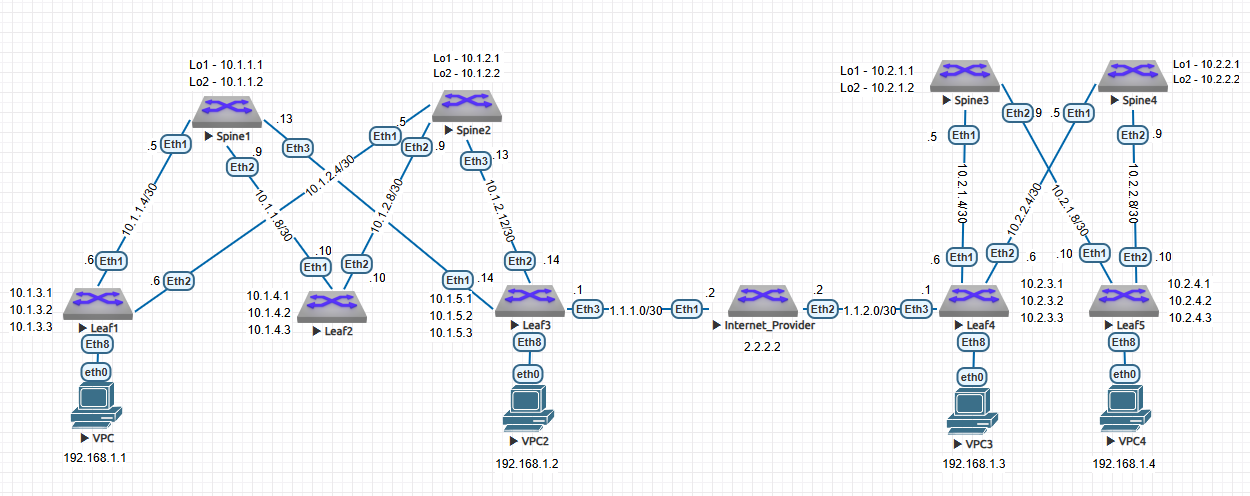 Lo1 - 10.1.1.1
Lo2 - 10.1.1.2
Spine1
Lo1 - 10.1.2.1
Lo2 - 10.1.2.2
Spine2
Lo1 - 10.2.1.1
Lo2 - 10.2.1.2
Spine3
Lo1 - 10.2.2.1
Lo2 - 10.2.2.2
Spine4
.5
Eth1
.9
Eth2
.13
Eth3
.5
Eth1
Eth2
.9
Eth3
.13
.5
Eth1
Eth2
9
.5
Eth1
Eth2
.9
10.1.1.4/30
10.1.1.8/30
10.1.2.4/30
10.1.2.8/30
10.1.2.12/30
10.2.1.4/30
10.2.2.4/30
10.2.1.8/30
10.2.2.8/30
.6
Eth1
.6
Eth2
.10
Eth1
Eth2
.10
Eth1
.14
Eth2
.14
.6
Eth1
Eth2
.6
.10
Eth1
Eth2
.10
10.1.3.1
10.1.3.2
10.1.3.3
Leaf1
10.1.4.1
10.1.4.2
10.1.4.3
Leaf2
10.1.5.1
10.1.5.2
10.1.5.3
Leaf3
.1
Eth3
1.1.1.0/30
Eth1
.2
Internet_Provider
2.2.2.2
.2
Eth2
1.1.2.0/30
Eth3
.1
Leaf4
10.2.3.1
10.2.3.2
10.2.3.3
Leaf5
10.2.4.1
10.2.4.2
10.2.4.3
Eth8
eth0
VPC
192.168.1.1
Eth8
eth0
VPC2
192.168.1.2
Eth8
eth0
VPC3
192.168.1.3
Eth8
eth0
VPC4
192.168.1.4